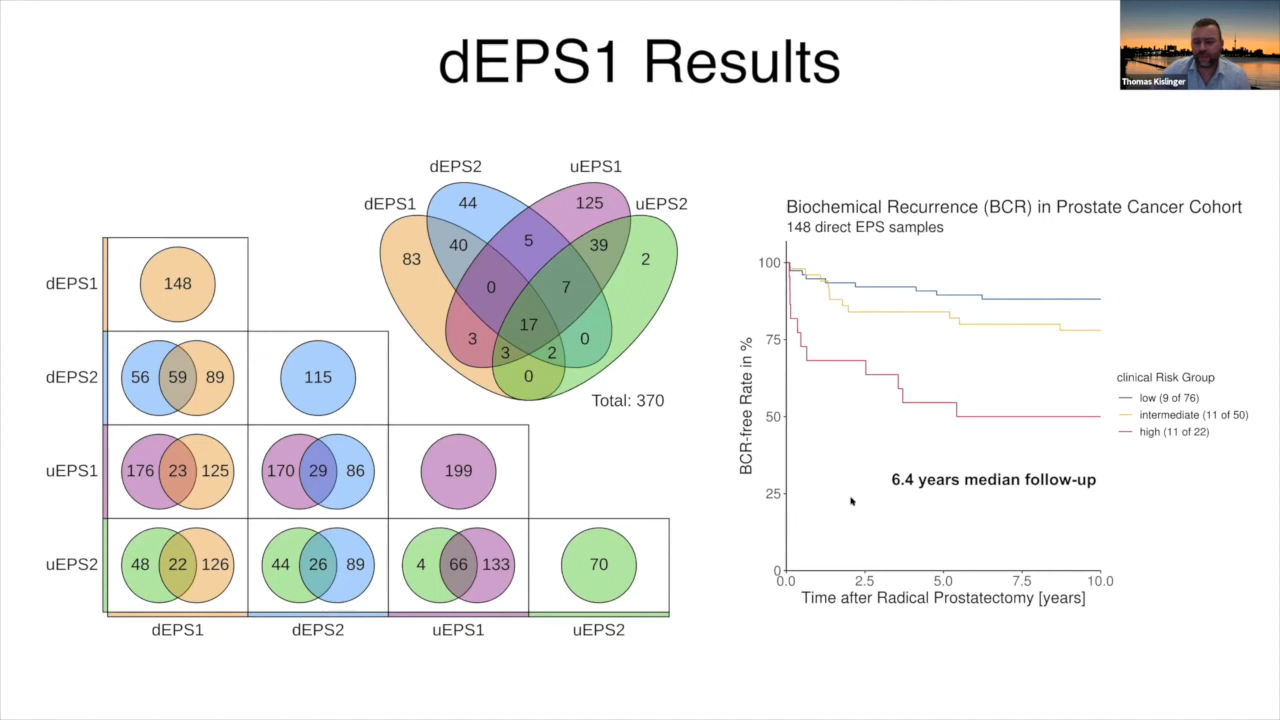 dEPS1 Results
Thomas Kislinger
dEPS2
uEPS1
dEPS1
uEPS2
44
125
83
40
5
39
2
0
7
17
3
3
2
0
0
Total: 370
dEPS1
148
dEPS2
56 59 89
115
uEPS1
176 23 125
170 29 86
199
uEPS2
48 22 126
44 26 89
4 66 133
70
dEPS1 dEPS2 uEPS1 uEPS2
Biochemical Recurrence (BCR) in Prostate Cancer Cohort
148 direct EPS samples
BCR-free Rate in %
100
75
50
25
0
clinical Risk Group
low (9 of 76)
intermediate (11 of 50)
high (11 of 22)
6.4 years median follow-up
0.0 2.5 5.0 7.5 10.0
Time after Radical Prostatectomy [years]